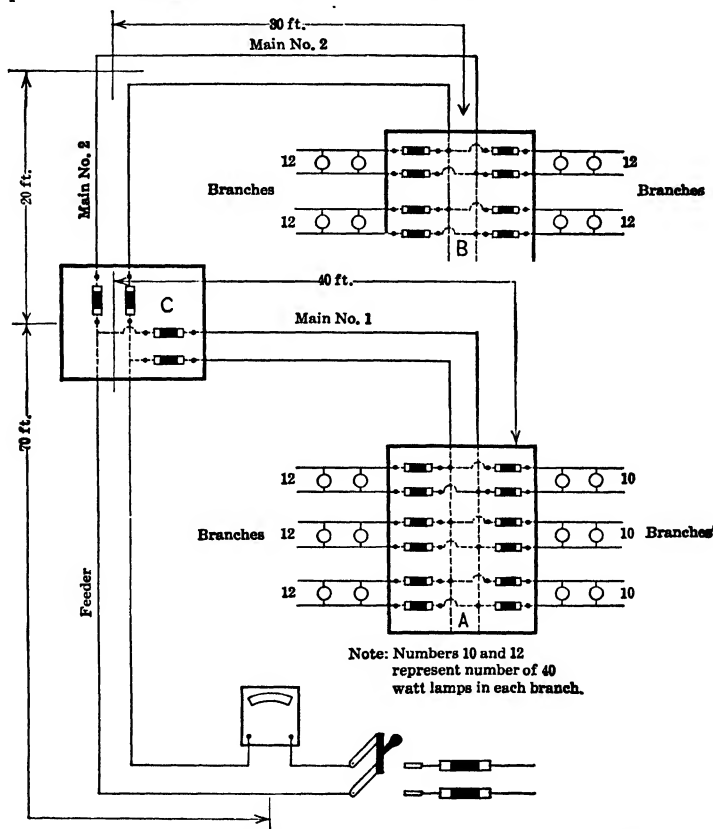 30 ft.
Main No. 2
20 ft.
Main No. 2
12 12
Branches Branches
12 12
B
C
40 ft.
Main No. 1
70 ft.
Feeder
12 10
Branches 12 10 Branches
12 10
A
Note: Numbers 10 and 12
represent number of 40
watt lamps in each branch.